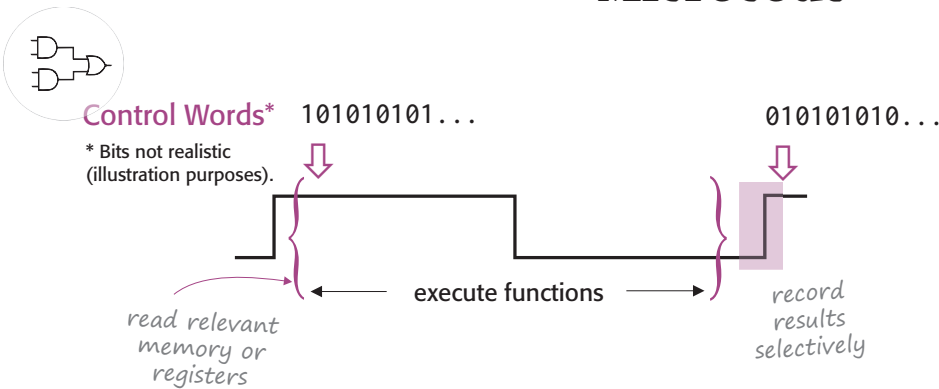 Control Words* 101010101... 010101010...
* Bits not realistic
(illustration purposes).
execute functions
read relevant
memory or
registers
record
results
selectively